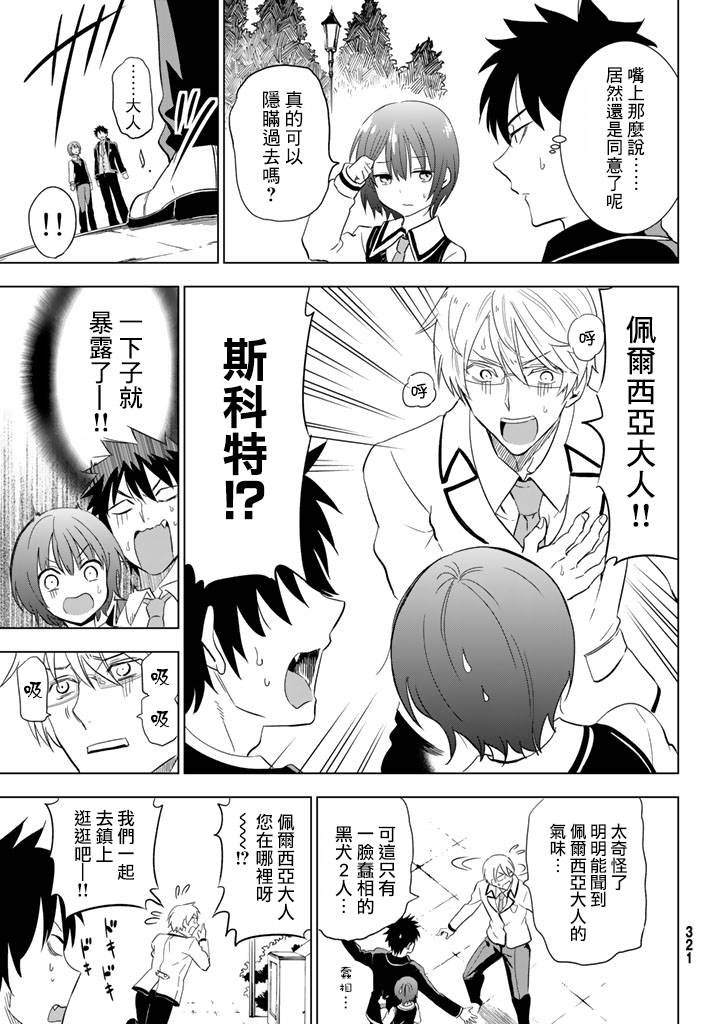 嘴上那麼說……
居然還是同意了呢
真的可以
隱瞞過去嗎？
……大人
!!
佩爾西亞大人!!
呼
呼
斯科特!?
一下子就
暴露了—!!
吸
吸
吸
太奇怪了
明明能聞到
佩爾西亞大人的
氣味…
可這只有
一臉蠢相的
黑犬2人…
蠢
相…
佩爾西亞大人
您在哪裡呀
~~~!?
ドキ
ドキ
我們一起
去鎮上
逛逛吧—!!
321